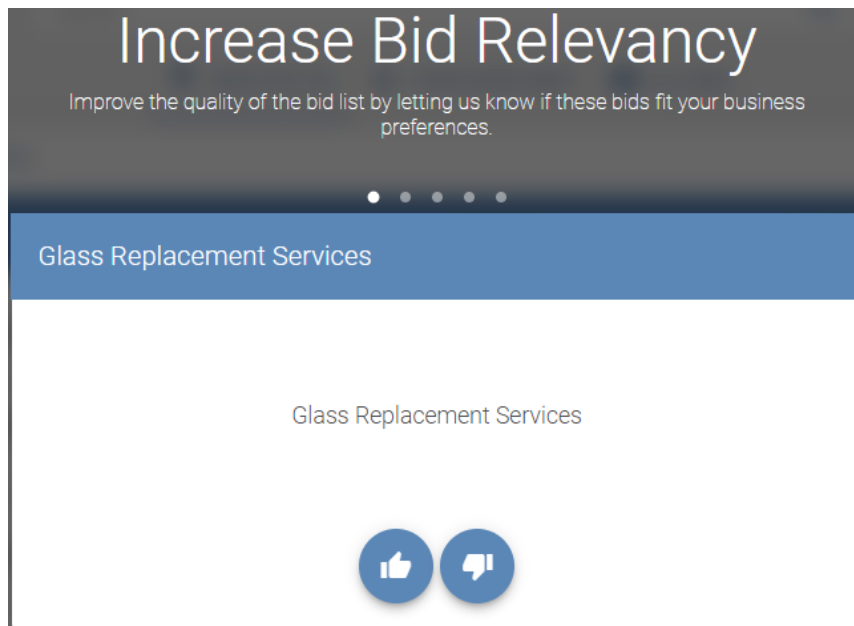 Increase Bid Relevancy
Improve the quality of the bid list by letting us know if these bids fit your business
preferences.
Glass Replacement Services
Glass Replacement Services